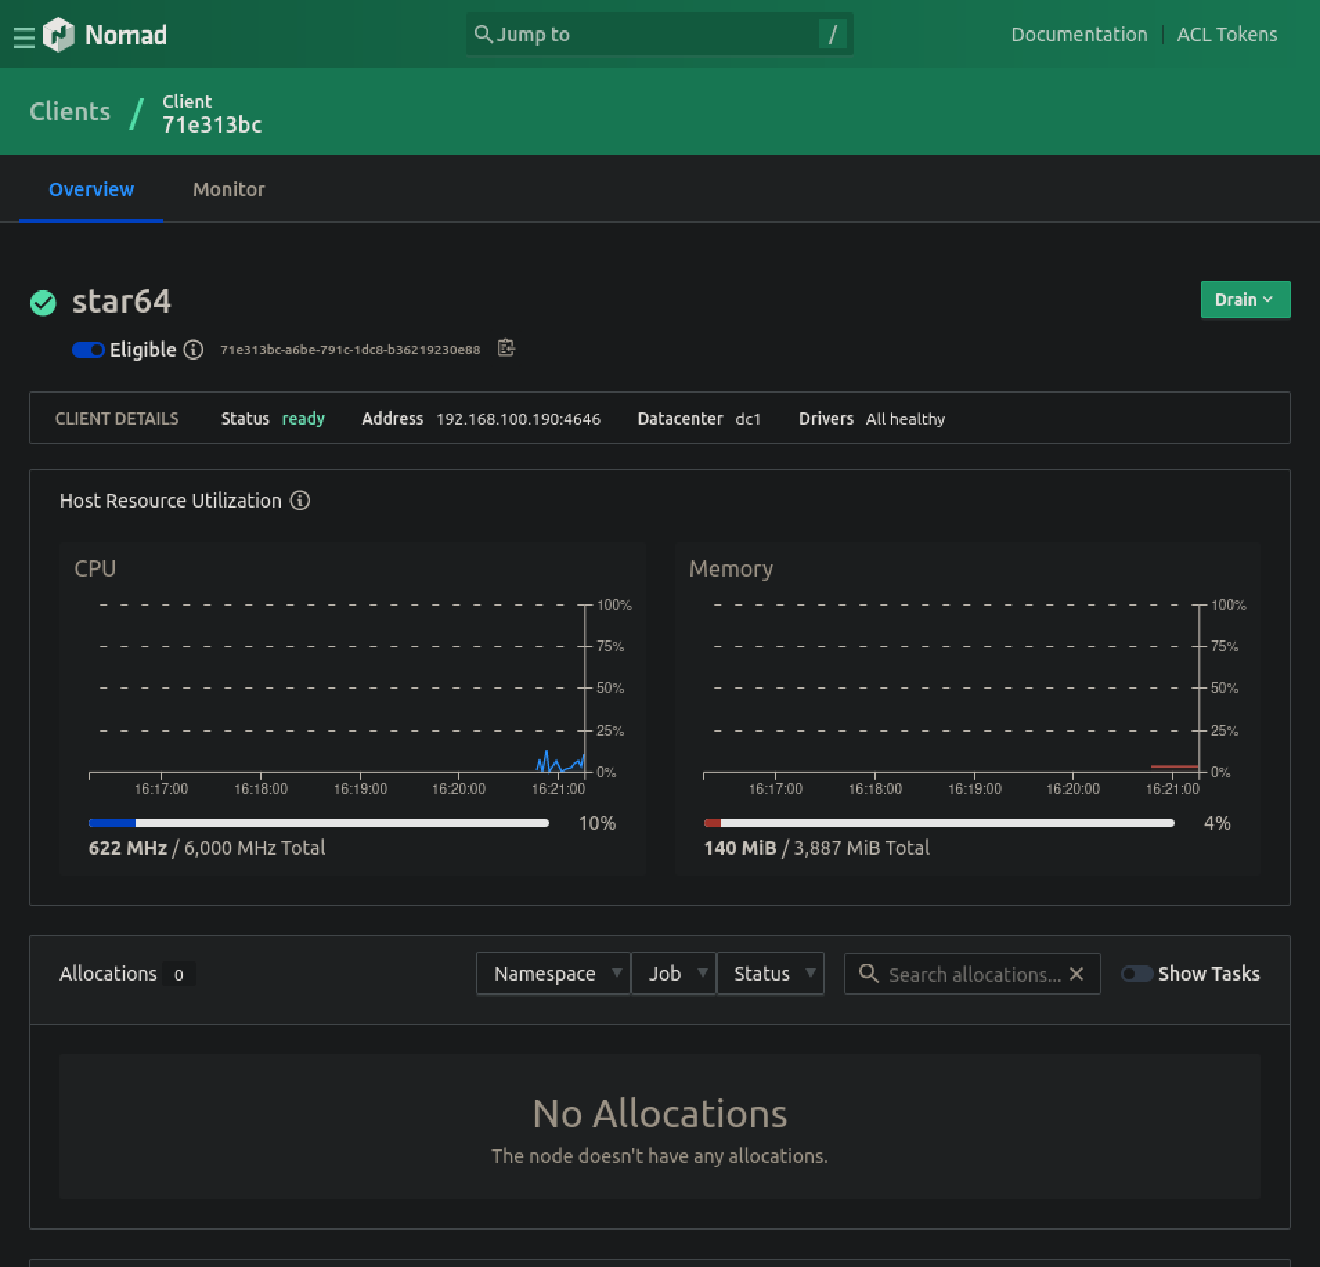 Nomad
Jump to /
Documentation ACL Tokens
Clients / Client
71e313bc
Overview Monitor
star64
Drain
Eligible 71e313bc-a6be-791c-1dc8-b36219230e88
CLIENT DETAILS Status ready Address 192.168.100.190:4646 Datacenter dc1 Drivers All healthy
Host Resource Utilization
CPU
100%
75%
50%
25%
0%
16:17:00 16:18:00 16:19:00 16:20:00 16:21:00
10%
622 MHz / 6,000 MHz Total
Memory
100%
75%
50%
25%
0%
16:17:00 16:18:00 16:19:00 16:20:00 16:21:00
4%
140 MiB / 3,887 MiB Total
Allocations 0 Namespace Job Status Search allocations... Show Tasks
No Allocations
The node doesn't have any allocations.